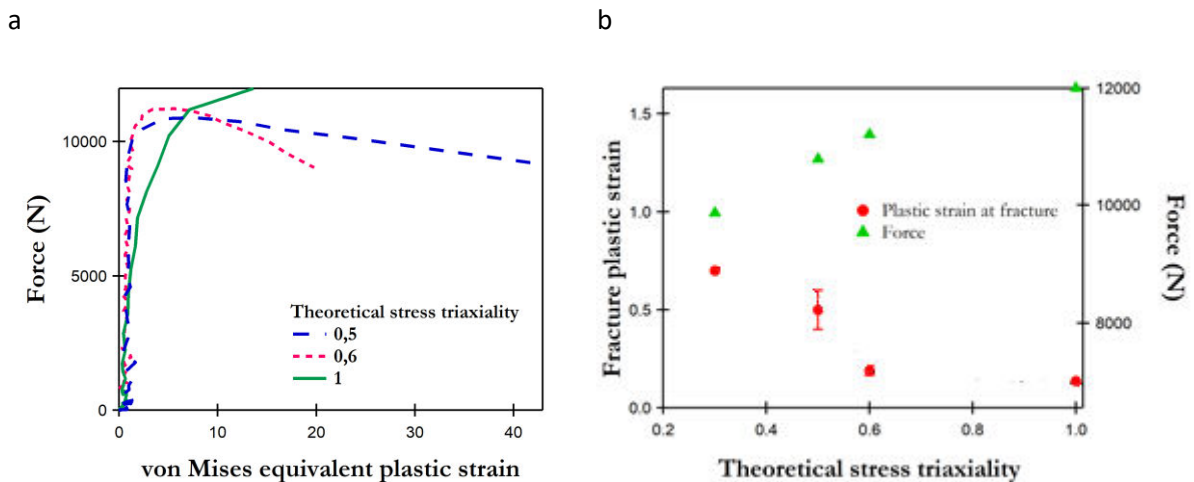 a
b
Force (N)
10000
5000
0
0
10
20
30
40
von Mises equivalent plastic strain
Theoretical stress triaxiality
0,5
0,6
1
Fracture plastic strain
1.5
1.0
0.5
0.0
0.2
0.4
0.6
0.8
1.0
Theoretical stress triaxiality
Plastic strain at fracture
Force
12000
10000
8000
Force (N)